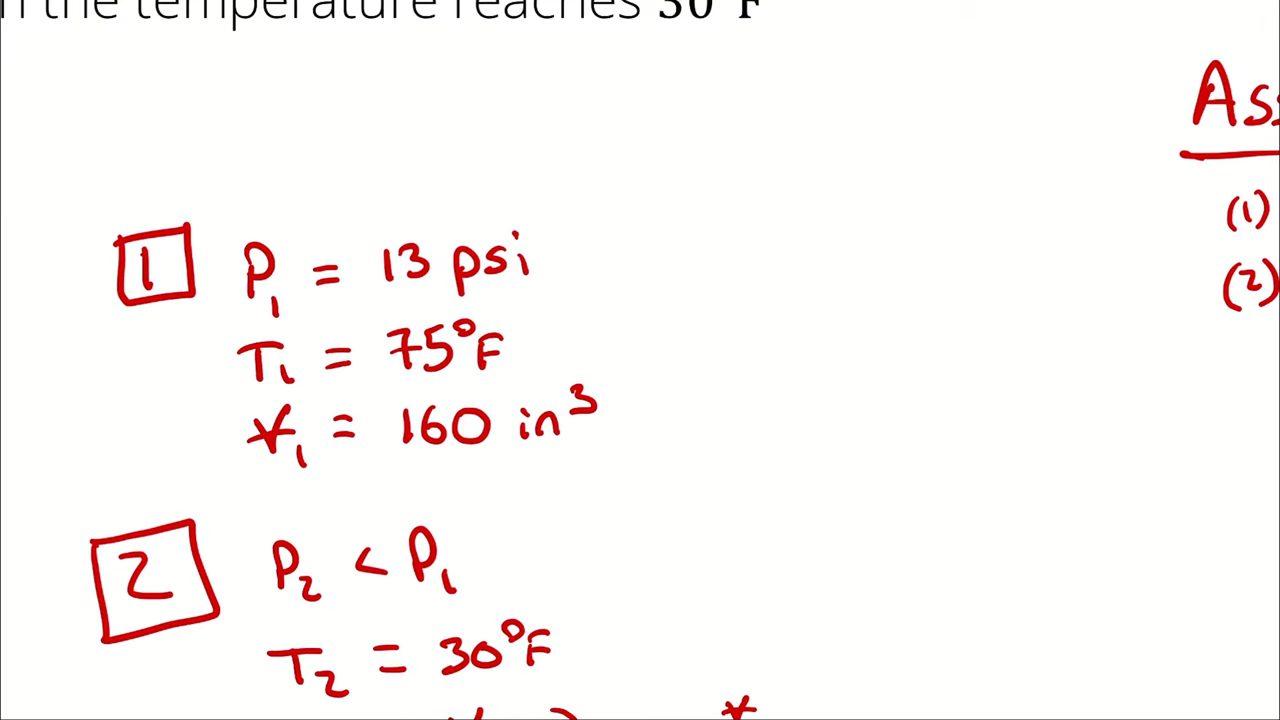 the temperature reaches 30°F
Ass
(1)
(2)
1 P₁ = 13 psi
T₁ = 75°F
V₁ = 160 in³
2 P₂ < P₁
T₂ = 30°F